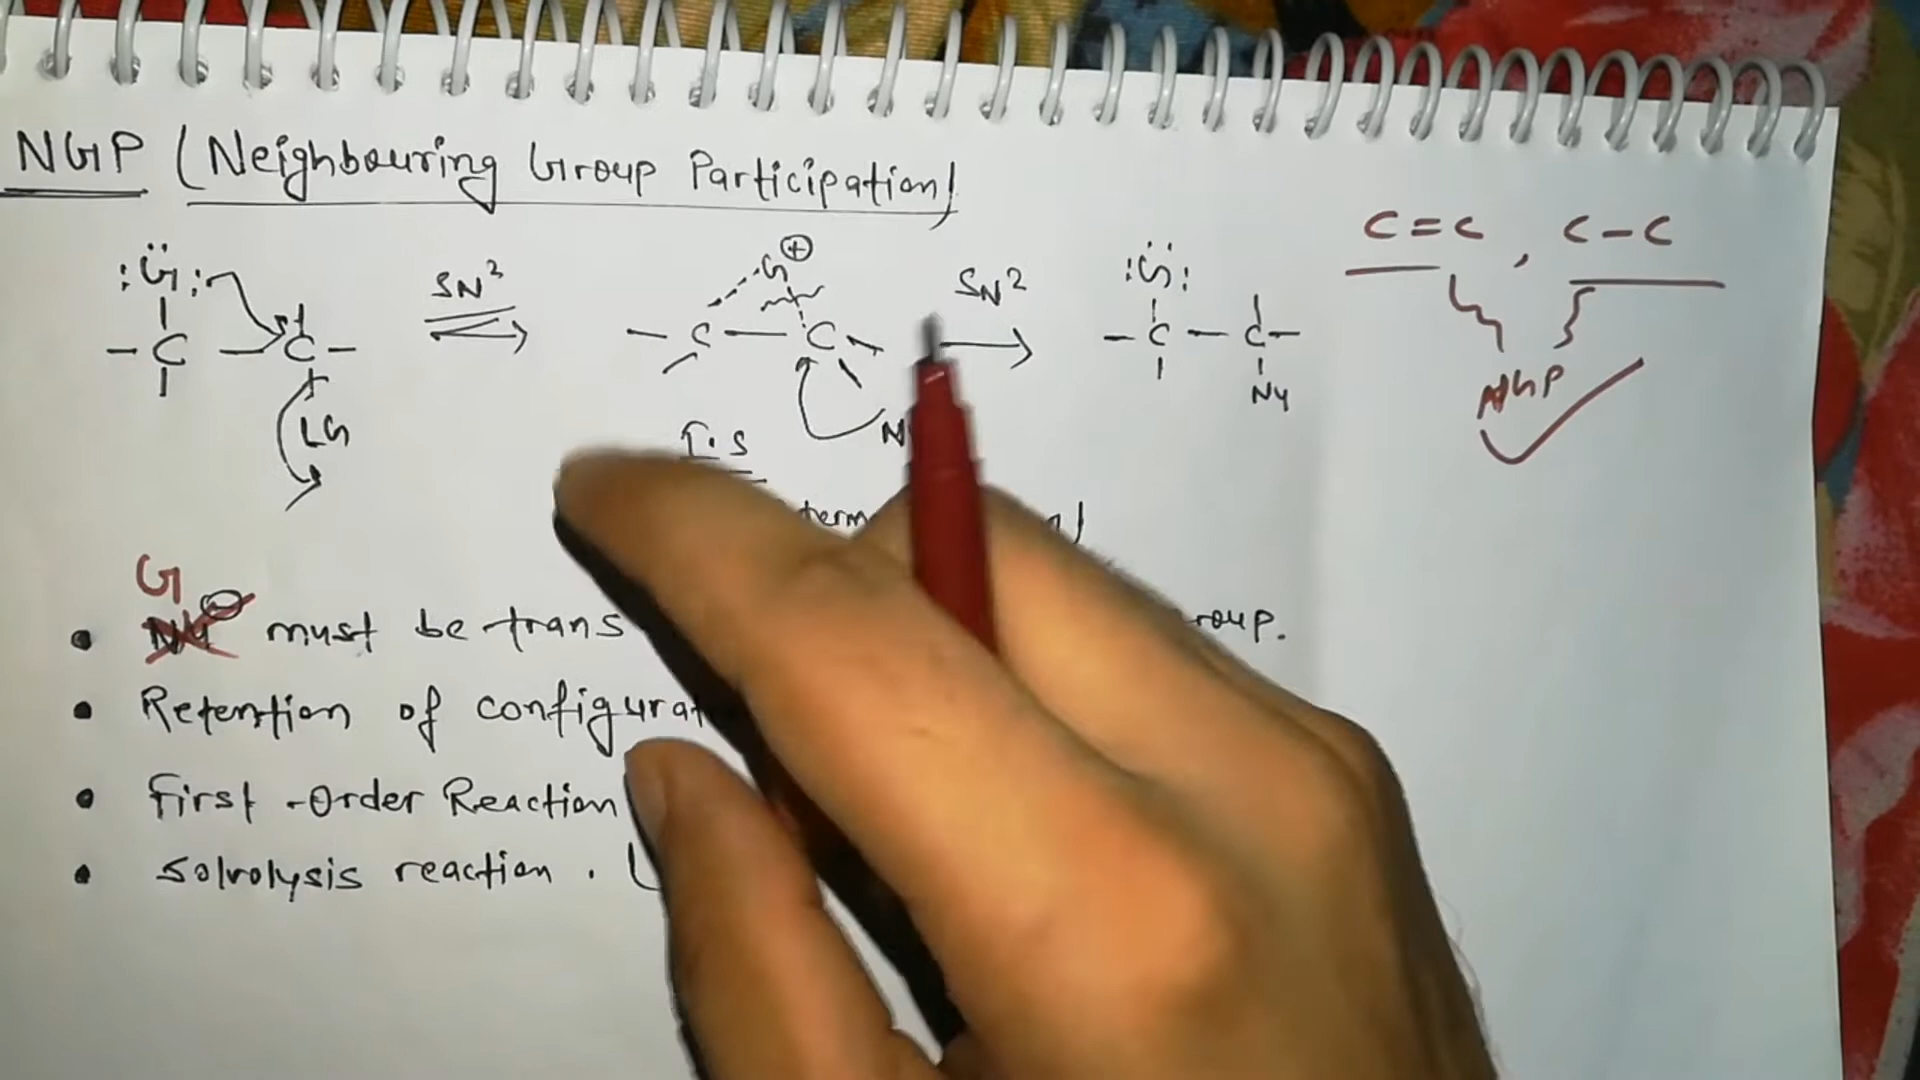 NGP (Neighbouring Group Participation)
C=C, C-C
:G: SN2 G⊕ SN2 :G:
- C - C - - C - C - - C - C -
LG Nu
NGP
T.S
G
Nu⊖ must be trans roup.
Retention of
First-Order Reaction
Solvolysis reaction. (